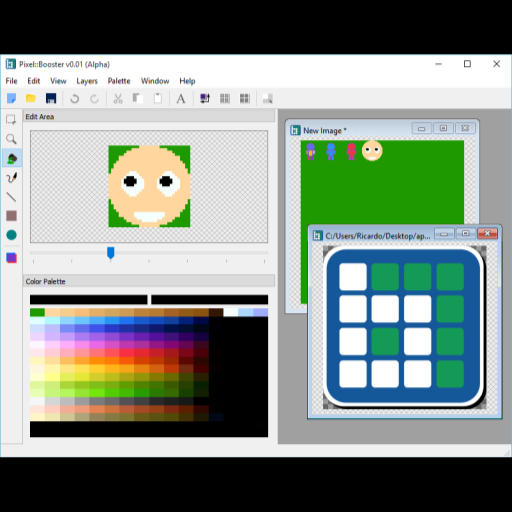 Pixel::Booster v0.01 (Alpha)
File Edit View Layers Palette Window Help
A
Edit Area
New Image *
C:/Users/Ricardo/Desktop/ap...
Color Palette